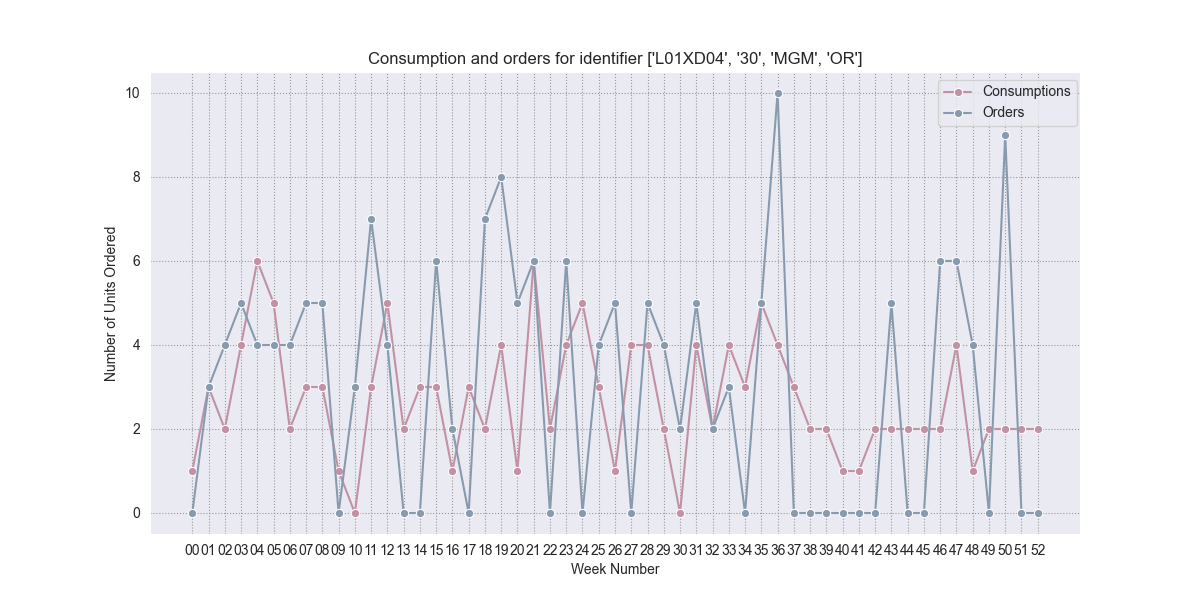 Consumption and orders for identifier ['L01XD04', '30', 'MGM', 'OR']
Consumptions
Orders
Number of Units Ordered
10
8
6
4
2
0
00 01 02 03 04 05 06 07 08 09 10 11 12 13 14 15 16 17 18 19 20 21 22 23 24 25 26 27 28 29 30 31 32 33 34 35 36 37 38 39 40 41 42 43 44 45 46 47 48 49 50 51 52
Week Number